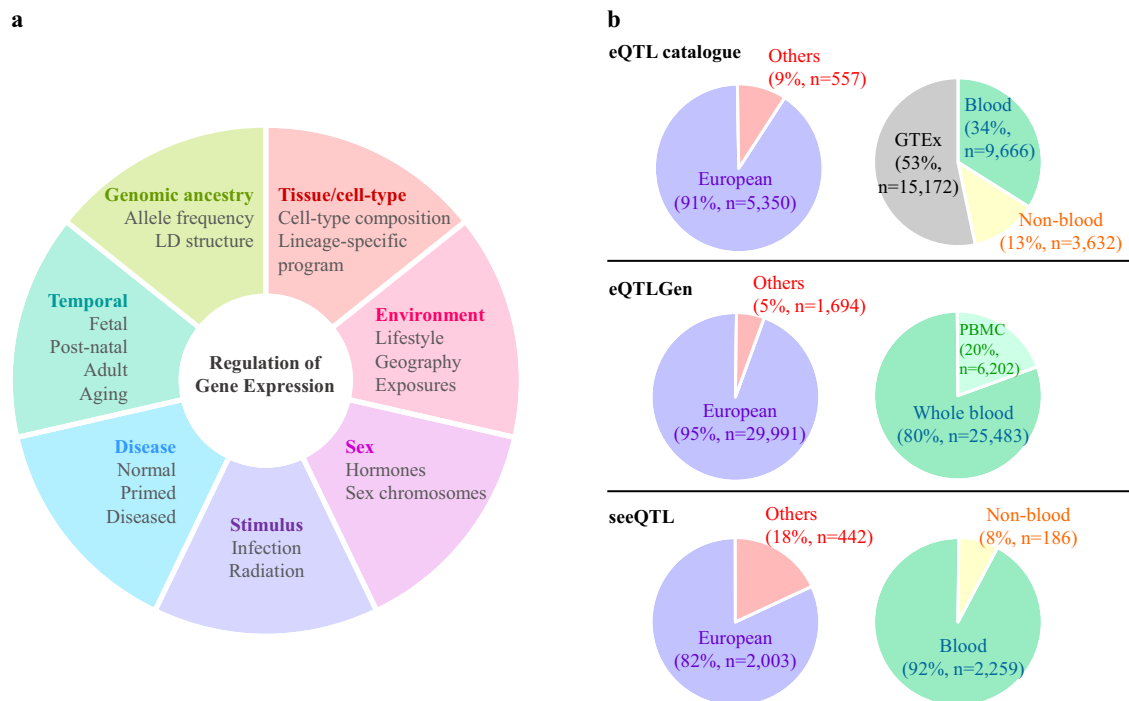 a
Genomic ancestry
Allele frequency
LD structure
Tissue/cell-type
Cell-type composition
Lineage-specific
program
Temporal
Fetal
Post-natal
Adult
Aging
Environment
Lifestyle
Geography
Exposures
Regulation of
Gene Expression
Disease
Normal
Primed
Diseased
Sex
Hormones
Sex chromosomes
Stimulus
Infection
Radiation
b
eQTL catalogue
Others
(9%, n=557)
European
(91%, n=5,350)
GTEx
(53%,
n=15,172)
Blood
(34%,
n=9,666)
Non-blood
(13%, n=3,632)
eQTLGen
Others
(5%, n=1,694)
European
(95%, n=29,991)
PBMC
(20%,
n=6,202)
Whole blood
(80%, n=25,483)
seeQTL
Others
(18%, n=442)
European
(82%, n=2,003)
Non-blood
(8%, n=186)
Blood
(92%, n=2,259)